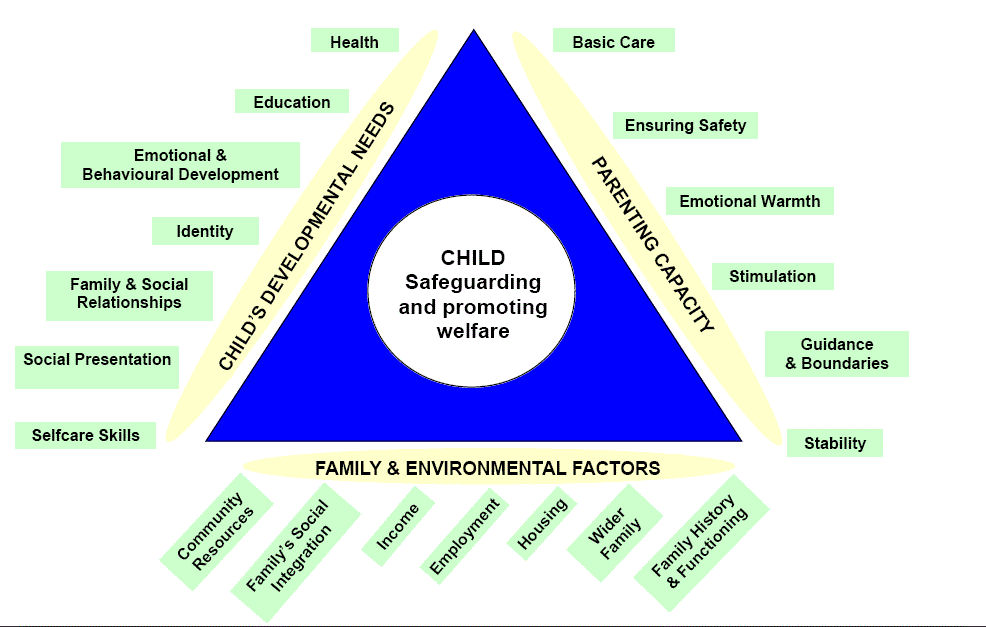 Health
Education
Emotional &
Behavioural Development
Identity
Family & Social
Relationships
Social Presentation
Selfcare Skills
CHILD'S DEVELOPMENTAL NEEDS
CHILD
Safeguarding
and promoting
welfare
PARENTING CAPACITY
Basic Care
Ensuring Safety
Emotional Warmth
Stimulation
Guidance
& Boundaries
Stability
FAMILY & ENVIRONMENTAL FACTORS
Community
Resources
Family's Social
Integration
Income
Employment
Housing
Wider
Family
Family History
& Functioning